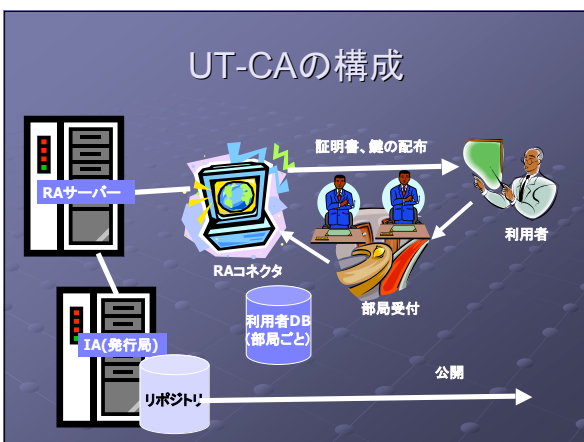 UT-CAの構成
証明書、鍵の配布
RAサーバー
利用者
RAコネクタ
部局受付
利用者DB
(部局ごと)
IA(発行局)
公開
リポジトリ